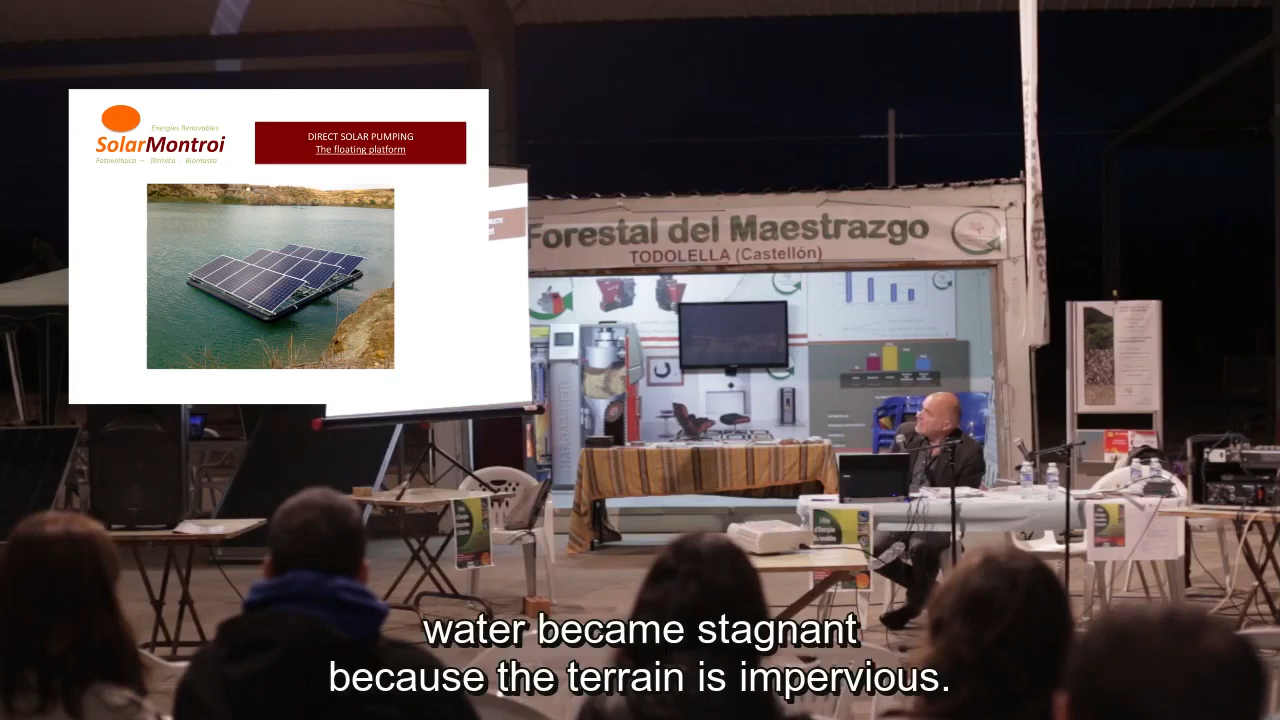 Energies Renovables
SolarMontroi
Fotovoltaica - Tèrmica - Biomassa
DIRECT SOLAR PUMPING
The floating platform
Forestal del Maestrazgo
TODOLELLA (Castellón)
HARGASSNER
water became stagnant
because the terrain is impervious.